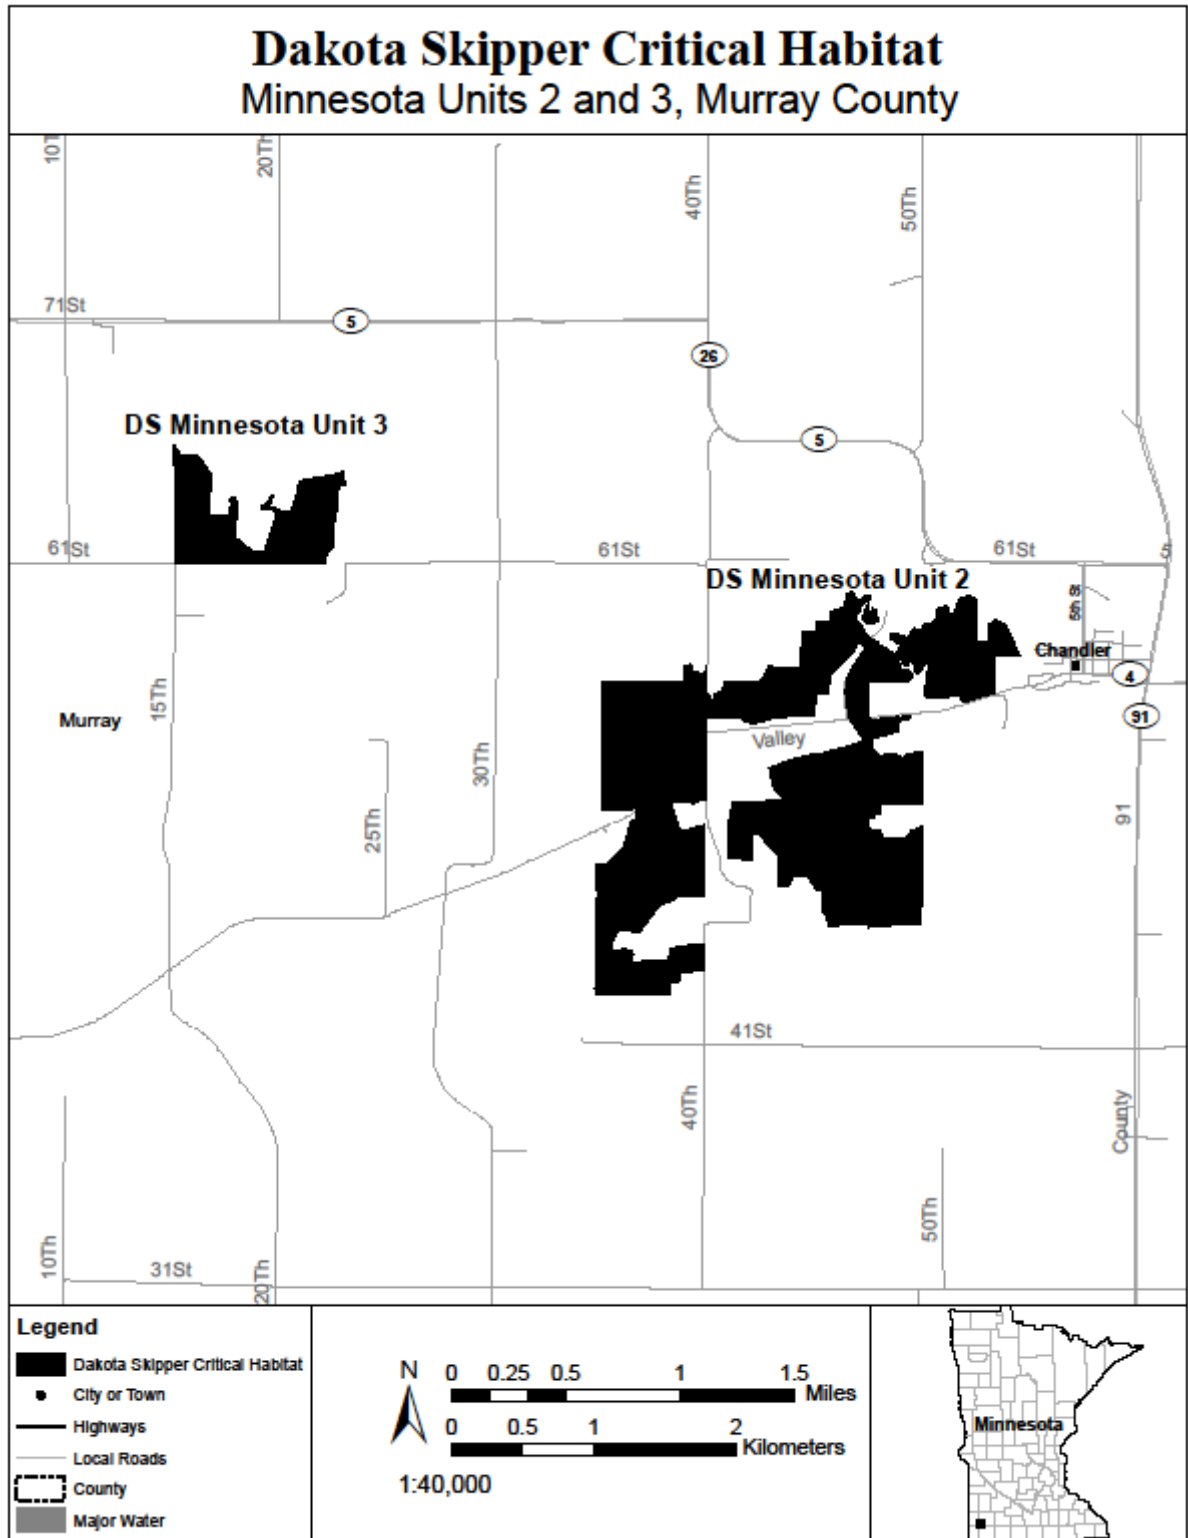 Dakota Skipper Critical Habitat
Minnesota Units 2 and 3, Murray County
20Th
40Th
50Th
71St
5
26
5
DS Minnesota Unit 3
61St
61St
61St
5
DS Minnesota Unit 2
5th St
Chandler
4
91
15Th
Murray
Valley
30Th
25Th
91
41St
40Th
County
50Th
10Th
31St
20Th
Legend
Dakota Skipper Critical Habitat
City or Town
Highways
Local Roads
County
Major Water
N
0 0.25 0.5 1 1.5
Miles
0 0.5 1 2
Kilometers
1:40,000
Minnesota